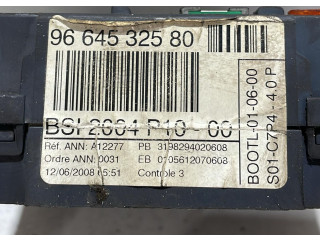 96 645 325 80
BSI 2004 P10 - 00
Réf. ANN: A12277 PB 3198294020608
Ordre ANN: 0031 EB 0105612070608
12/06/2008 05:51 Controle 3
BOOTL-01-06-00
S01-C7P4 - 4.0 P